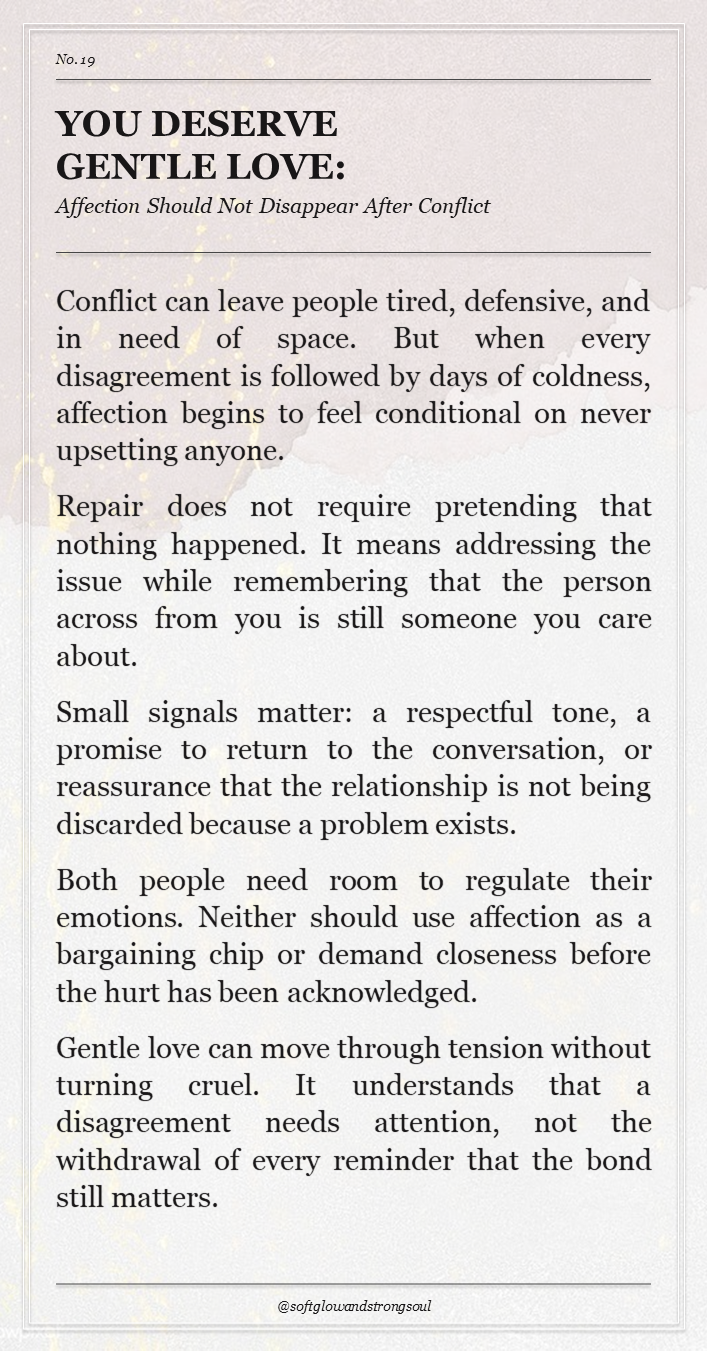 No. 19
YOU DESERVE
GENTLE LOVE:
Affection Should Not Disappear After Conflict
Conflict can leave people tired, defensive, and
in need of space. But when every
disagreement is followed by days of coldness,
affection begins to feel conditional on never
upsetting anyone.
Repair does not require pretending that
nothing happened. It means addressing the
issue while remembering that the person
across from you is still someone you care
about.
Small signals matter: a respectful tone, a
promise to return to the conversation, or
reassurance that the relationship is not being
discarded because a problem exists.
Both people need room to regulate their
emotions. Neither should use affection as a
bargaining chip or demand closeness before
the hurt has been acknowledged.
Gentle love can move through tension without
turning cruel. It understands that a
disagreement needs attention, not the
withdrawal of every reminder that the bond
still matters.
@softglowandstrongsoul